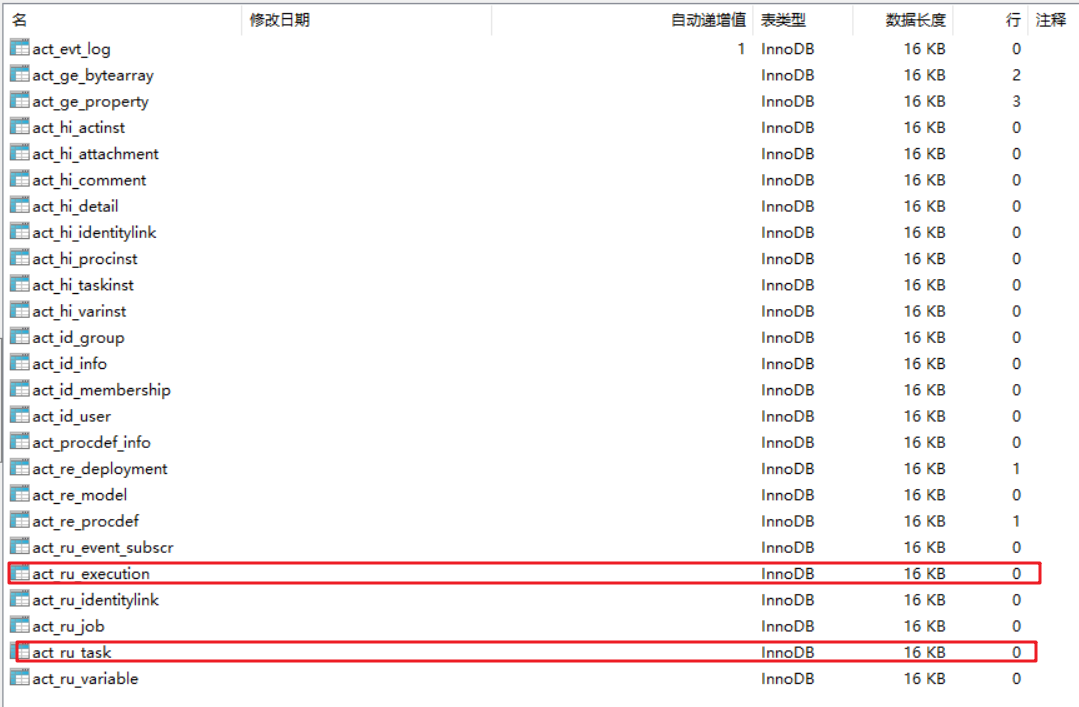 名 修改日期 自动递增值 表类型 数据长度 行 注释
act_evt_log 1 InnoDB 16 KB 0
act_ge_bytearray InnoDB 16 KB 2
act_ge_property InnoDB 16 KB 3
act_hi_actinst InnoDB 16 KB 0
act_hi_attachment InnoDB 16 KB 0
act_hi_comment InnoDB 16 KB 0
act_hi_detail InnoDB 16 KB 0
act_hi_identitylink InnoDB 16 KB 0
act_hi_procinst InnoDB 16 KB 0
act_hi_taskinst InnoDB 16 KB 0
act_hi_varinst InnoDB 16 KB 0
act_id_group InnoDB 16 KB 0
act_id_info InnoDB 16 KB 0
act_id_membership InnoDB 16 KB 0
act_id_user InnoDB 16 KB 0
act_procdef_info InnoDB 16 KB 0
act_re_deployment InnoDB 16 KB 1
act_re_model InnoDB 16 KB 0
act_re_procdef InnoDB 16 KB 1
act_ru_event_subscr InnoDB 16 KB 0
act_ru_execution InnoDB 16 KB 0
act_ru_identitylink InnoDB 16 KB 0
act_ru_job InnoDB 16 KB 0
act_ru_task InnoDB 16 KB 0
act_ru_variable InnoDB 16 KB 0